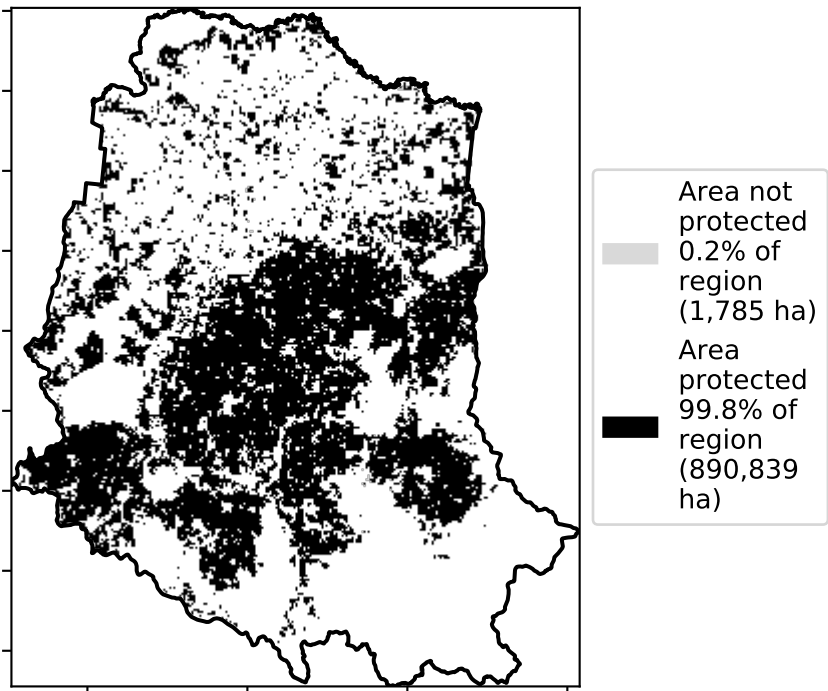 Area not
protected
0.2% of
region
(1,785 ha)
Area
protected
99.8% of
region
(890,839
ha)